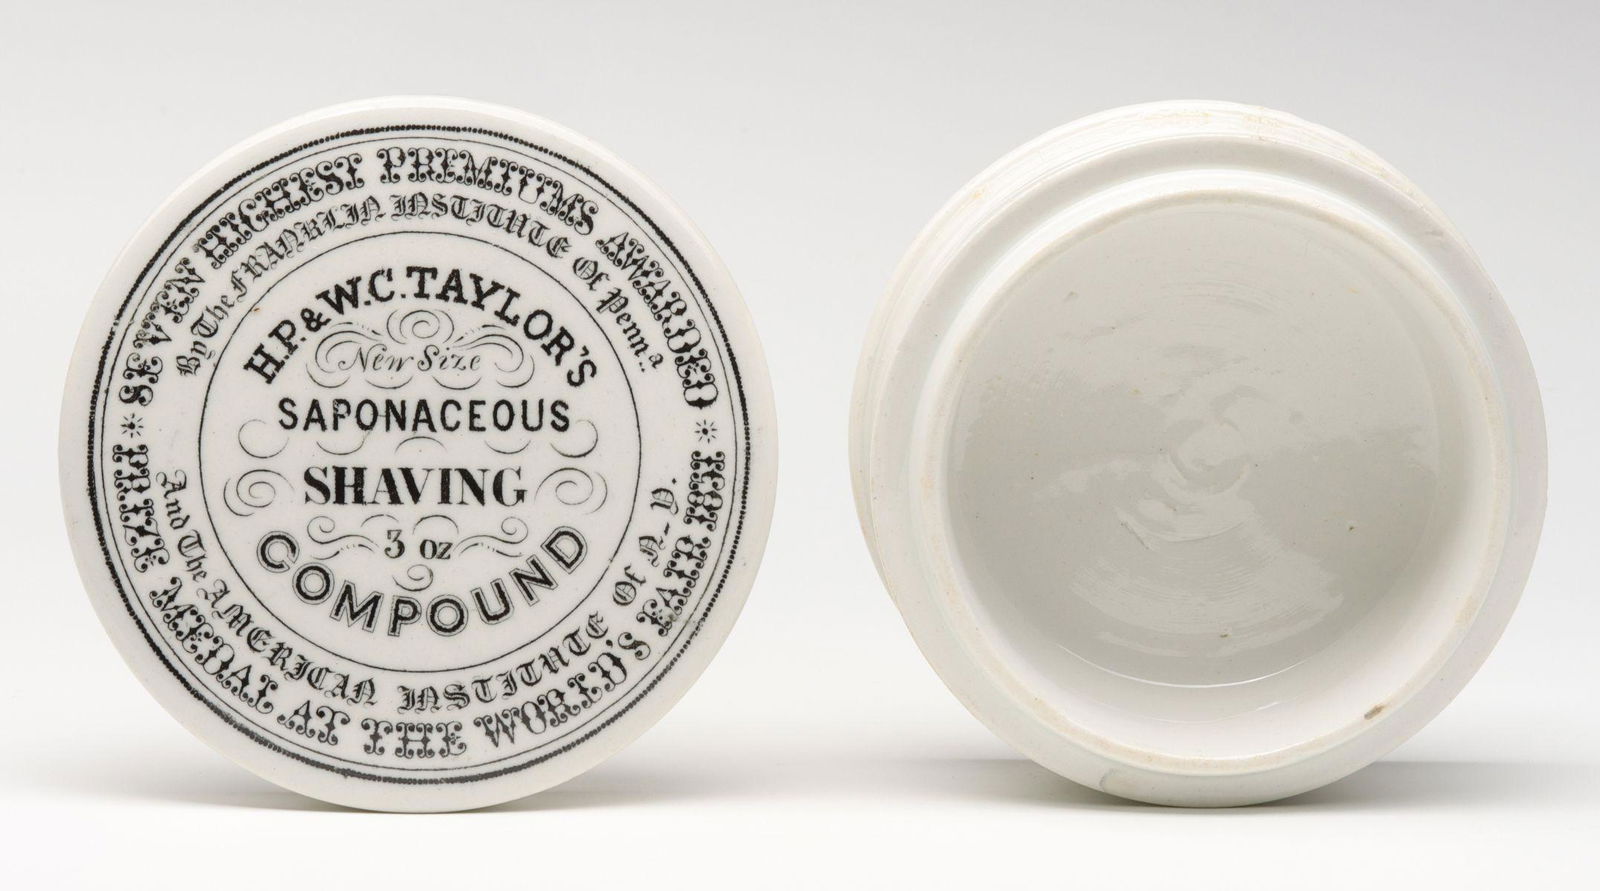 SEVEN HIGHEST PREMIUMS AWARDED
By The FRANKLIN INSTITUTE Of Penn.a
H.P. & W.C. TAYLOR'S
New Size
SAPONACEOUS
SHAVING
3 oz
COMPOUND
And The AMERICAN INSTITUTE Of N-Y.
PRIZE MEDAL AT THE WORLD'S FAIR 1851